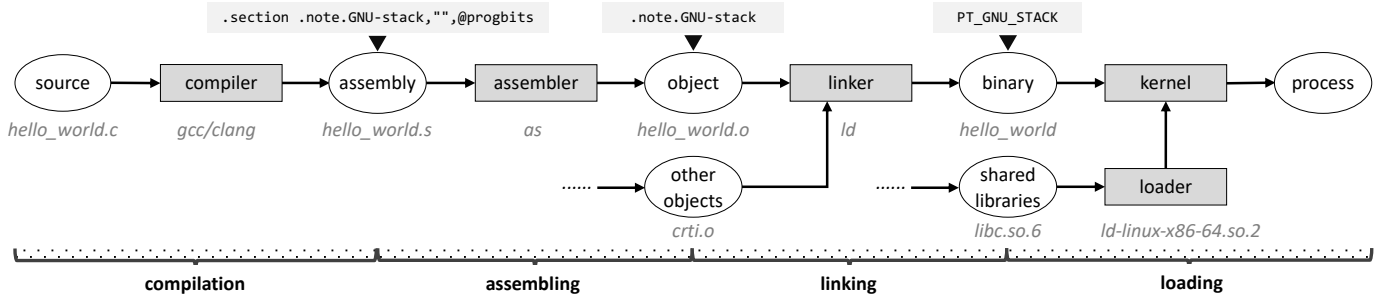 .section .note.GNU-stack,"",@progbits
.note.GNU-stack
PT_GNU_STACK
source
compiler
assembly
assembler
object
linker
binary
kernel
process
hello_world.c
gcc/clang
hello_world.s
as
hello_world.o
ld
hello_world
......
other
objects
......
shared
libraries
loader
crti.o
libc.so.6
ld-linux-x86-64.so.2
compilation
assembling
linking
loading